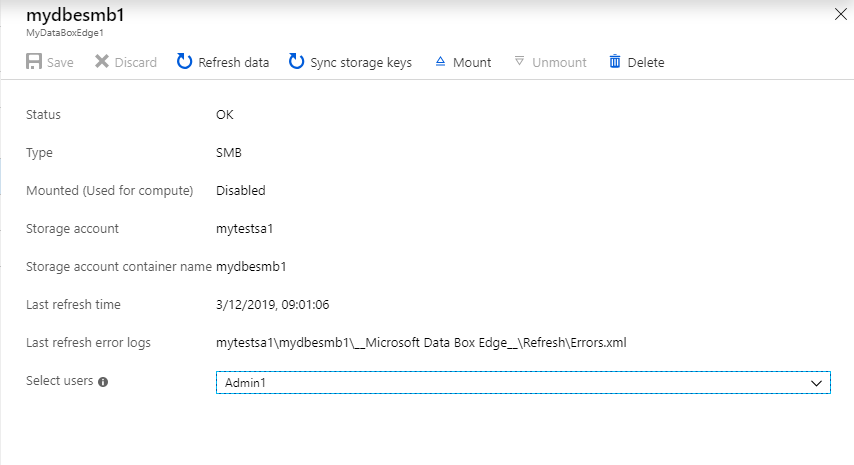 mydbesmb1
MyDataBoxEdge1
Save Discard Refresh data Sync storage keys Mount Unmount Delete
Status OK
Type SMB
Mounted (Used for compute) Disabled
Storage account mytestsa1
Storage account container name mydbesmb1
Last refresh time 3/12/2019, 09:01:06
Last refresh error logs mytestsa1\mydbesmb1\__Microsoft Data Box Edge__\Refresh\Errors.xml
Select users Admin1